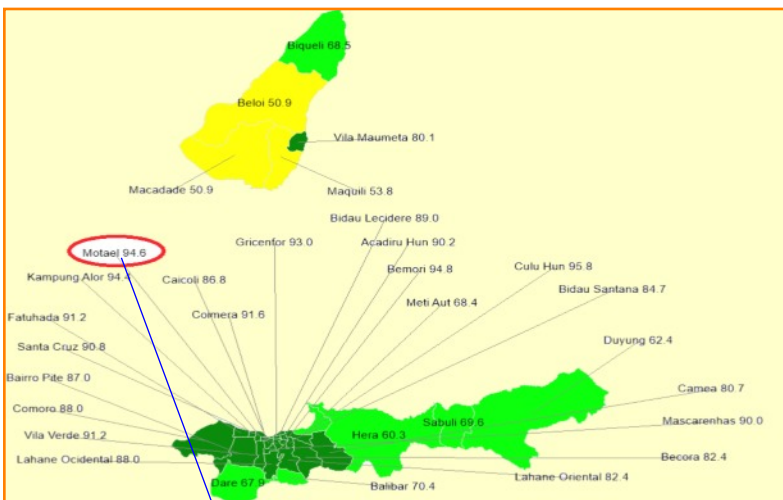 Biqueli 68.5
Beloi 50.9
Vila Maumeta 80.1
Macadade 50.9
Maquili 53.8
Bidau Lecidere 89.0
Gricenfor 93.0
Acadiru Hun 90.2
Motael 94.6
Bemori 94.8
Culu Hun 95.8
Kampung Alor 94.4
Caicoli 86.8
Bidau Santana 84.7
Meti Aut 68.4
Fatuhada 91.2
Coimera 91.6
Duyung 62.4
Santa Cruz 90.8
Bairro Pite 87.0
Camea 80.7
Comoro 88.0
Sabuli 69.6
Mascarenhas 90.0
Vila Verde 91.2
Hera 60.3
Lahane Ocidental 88.0
Becora 82.4
Lahane Oriental 82.4
Dare 67.9
Balibar 70.4